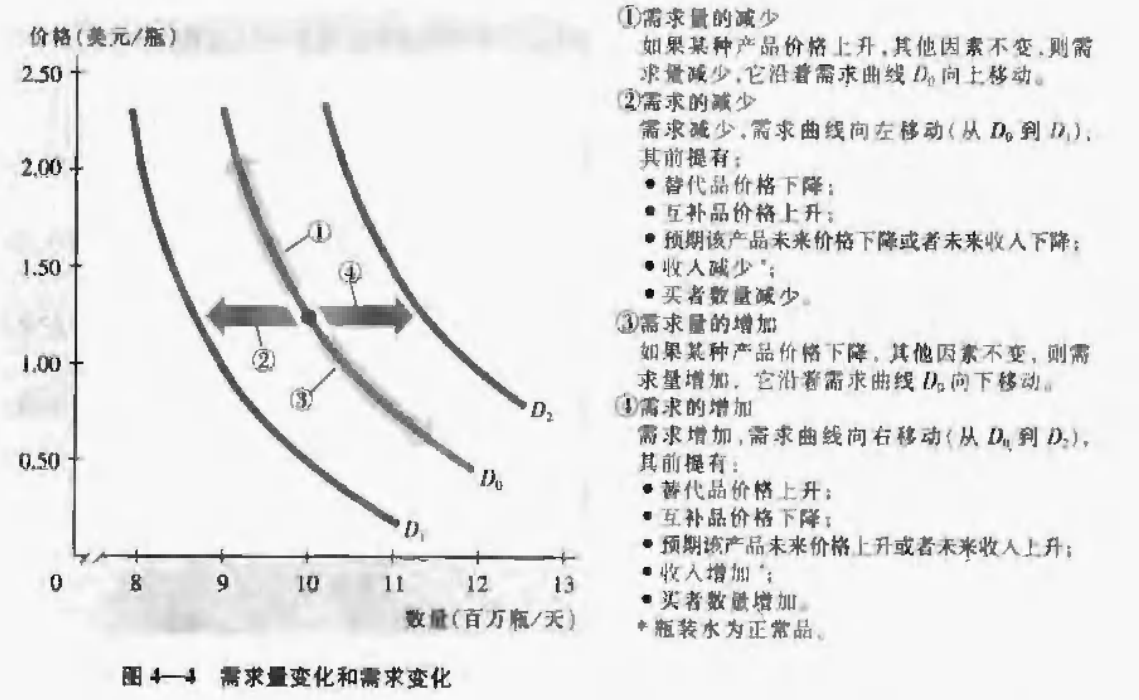 价格(美元/瓶)
2.50
2.00
1.50
1.00
0.50
0
8
9
10
11
12
13
数量(百万瓶/天)
①
②
③
④
D₂
D₀
D₁
图 4—4 需求量变化和需求变化
①需求量的减少
如果某种产品价格上升,其他因素不变,则需
求量减少,它沿着需求曲线 D₀ 向上移动。
②需求的减少
需求减少,需求曲线向左移动(从 D₀ 到 D₁),
其前提有:
•替代品价格下降;
•互补品价格上升;
•预期该产品未来价格下降或者未来收入下降;
•收入减少*;
•买者数量减少。
③需求量的增加
如果某种产品价格下降,其他因素不变,则需
求量增加,它沿着需求曲线 D₀ 向下移动。
④需求的增加
需求增加,需求曲线向右移动(从 D₀ 到 D₂),
其前提有:
•替代品价格上升;
•互补品价格下降;
•预期该产品未来价格上升或者未来收入上升;
•收入增加*;
•买者数量增加。
*瓶装水为正常品。